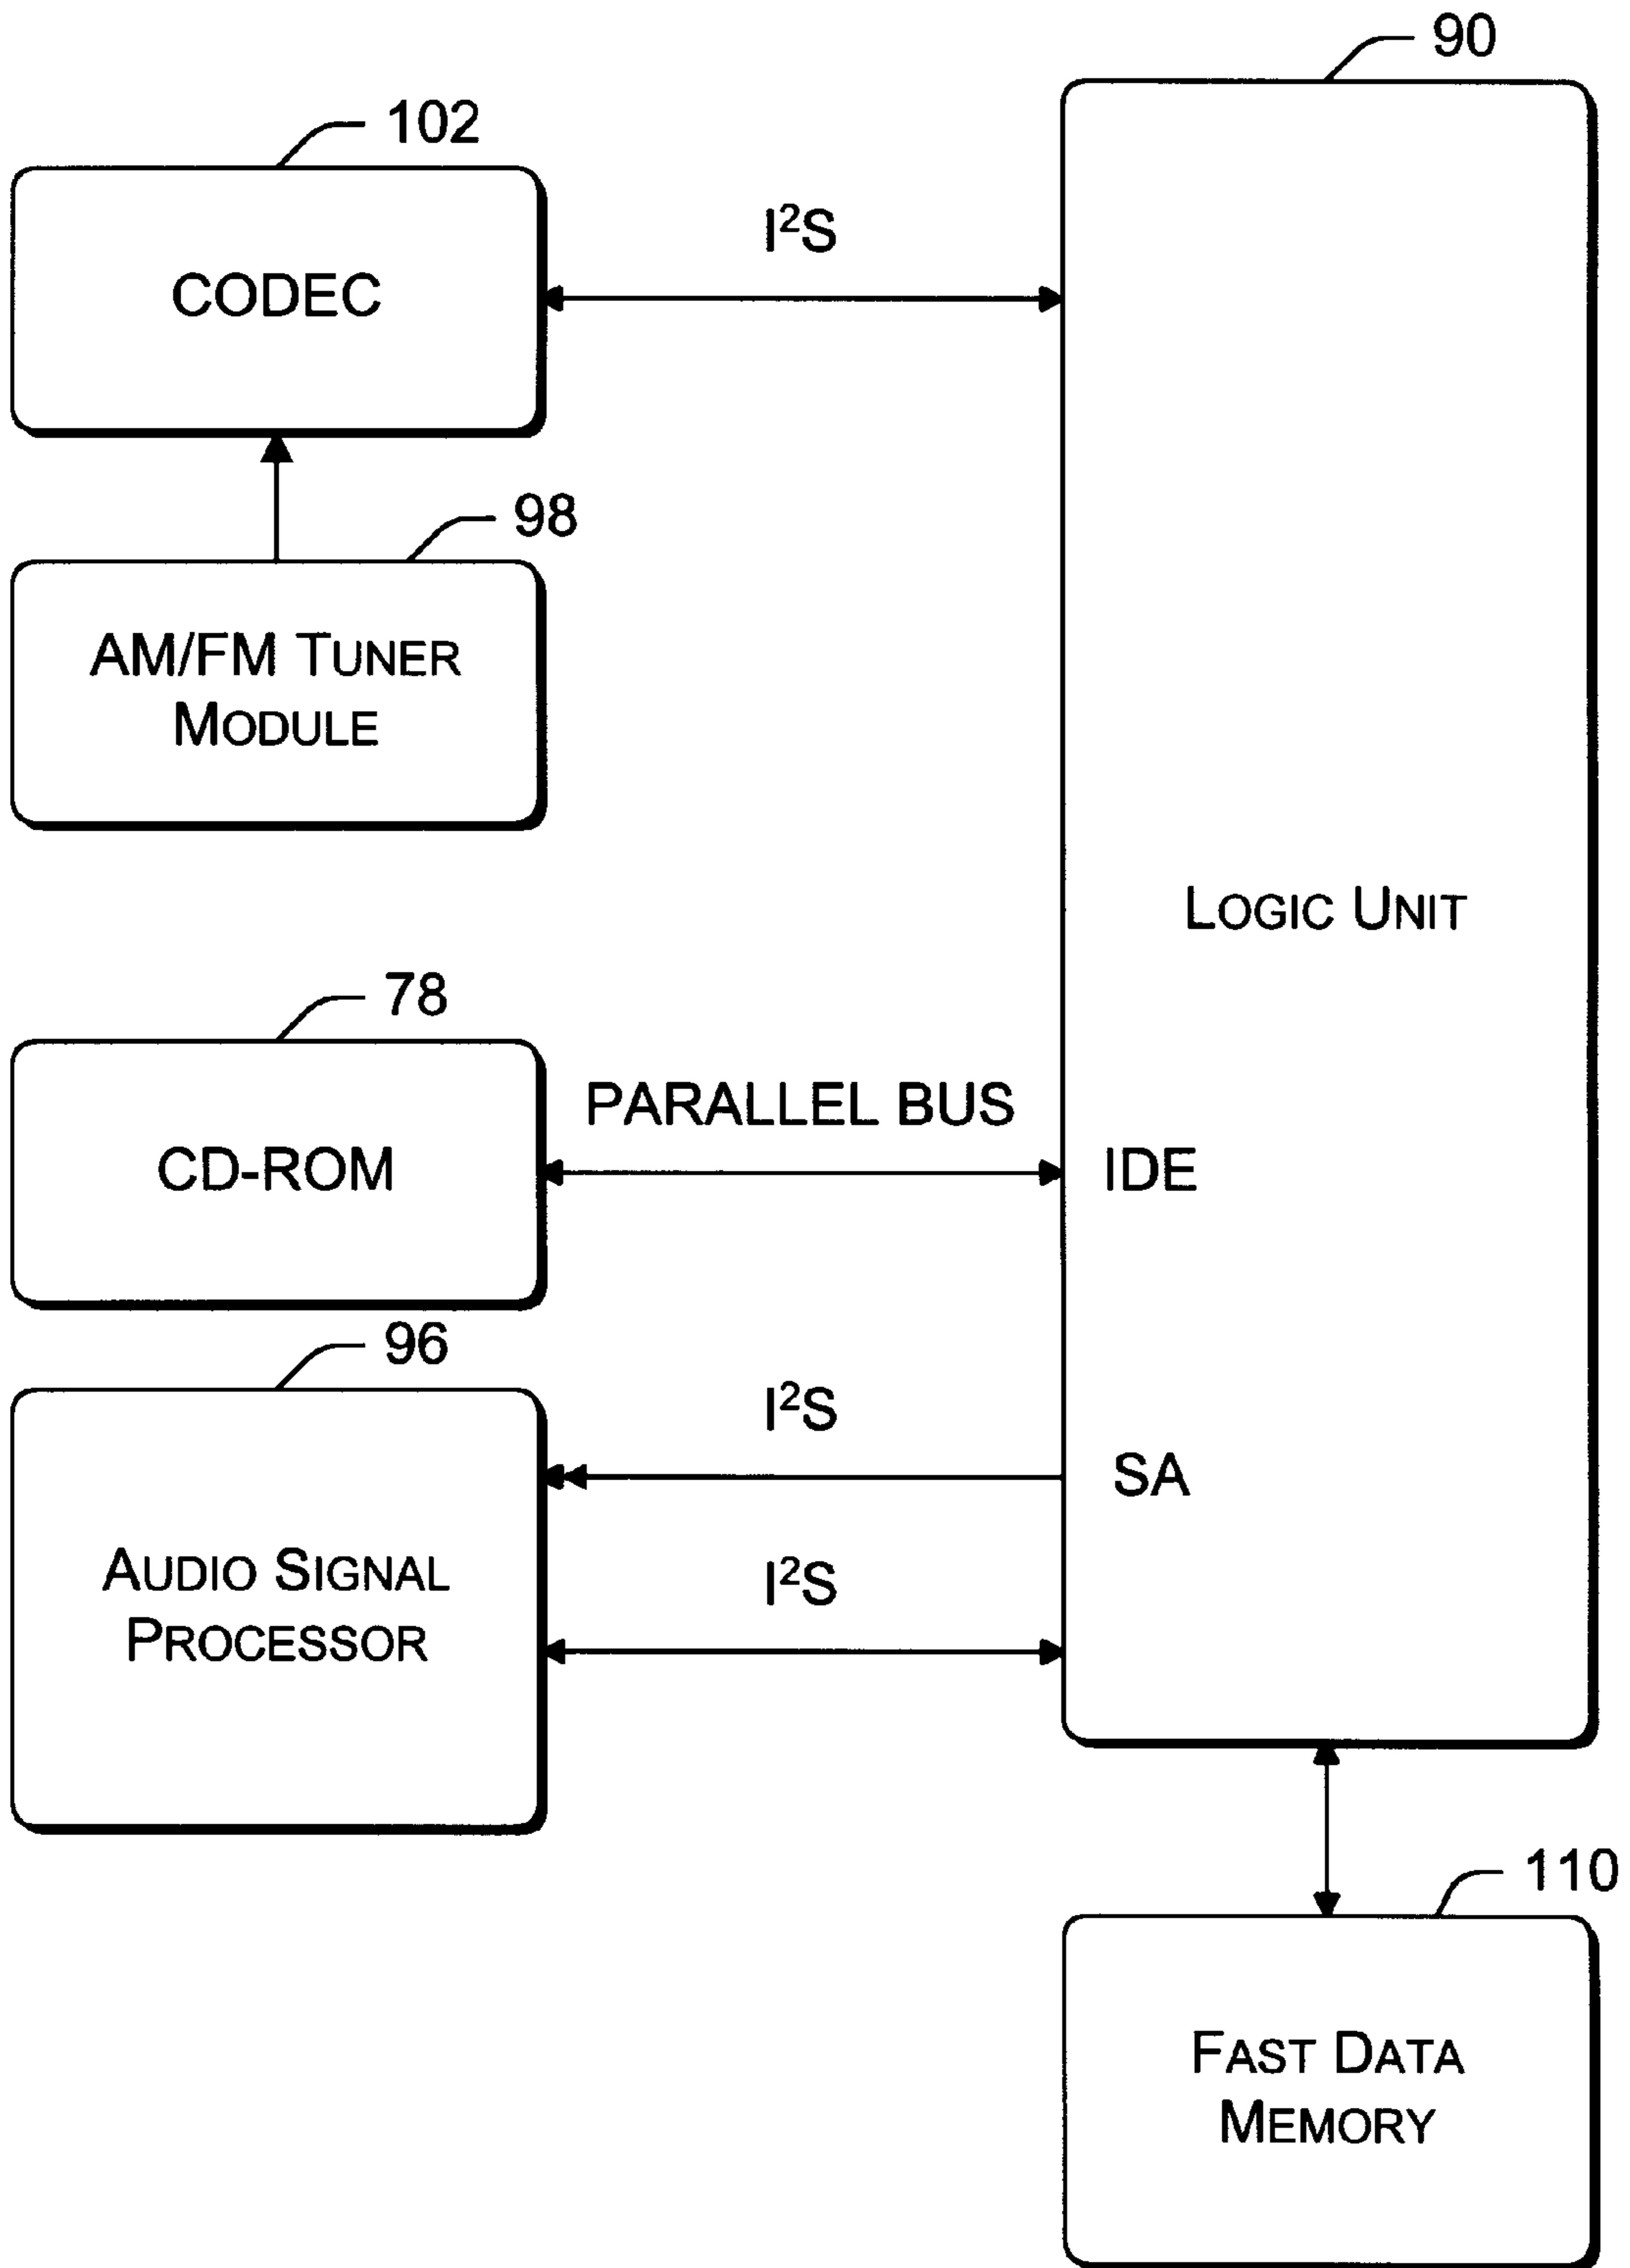 90
102
I²S
CODEC
98
AM/FM TUNER
MODULE
LOGIC UNIT
78
PARALLEL BUS
CD-ROM
IDE
96
I²S
SA
AUDIO SIGNAL
PROCESSOR
I²S
110
FAST DATA
MEMORY